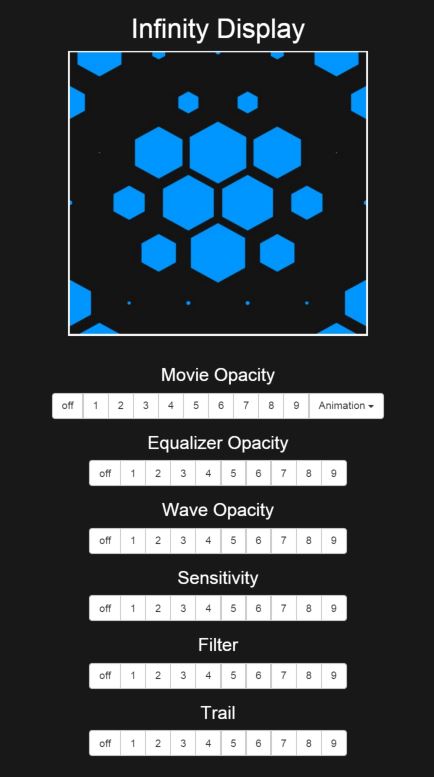 Infinity Display
Movie Opacity
off 1 2 3 4 5 6 7 8 9 Animation
Equalizer Opacity
off 1 2 3 4 5 6 7 8 9
Wave Opacity
off 1 2 3 4 5 6 7 8 9
Sensitivity
off 1 2 3 4 5 6 7 8 9
Filter
off 1 2 3 4 5 6 7 8 9
Trail
off 1 2 3 4 5 6 7 8 9